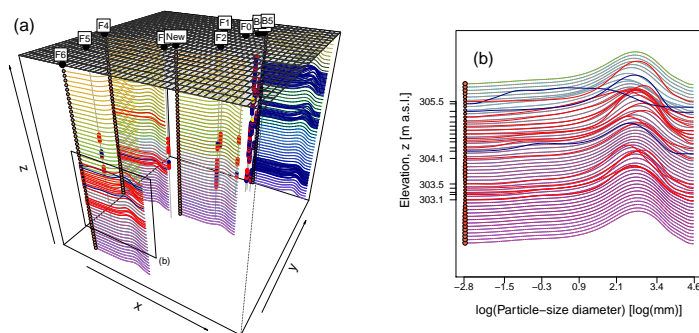 (a)
F6
F5
F4
F
New
F1
F2
F0
B
B5
z
x
y
(b)
(b)
Elevation, z [m a.s.l.]
305.5
304.1
303.5
303.1
−2.8 −1.5 −0.3 0.9 2.1 3.4 4.6
log(Particle−size diameter) [log(mm)]